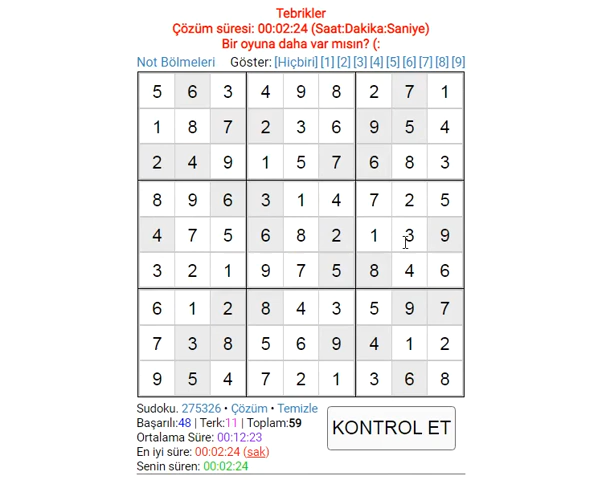 Tebrikler
Çözüm süresi: 00:02:24 (Saat:Dakika:Saniye)
Bir oyuna daha var mısın? (:
Not Bölmeleri Göster: [Hiçbiri] [1] [2] [3] [4] [5] [6] [7] [8] [9]
5 6 3 4 9 8 2 7 1
1 8 7 2 3 6 9 5 4
2 4 9 1 5 7 6 8 3
8 9 6 3 1 4 7 2 5
4 7 5 6 8 2 1 3 9
3 2 1 9 7 5 8 4 6
6 1 2 8 4 3 5 9 7
7 3 8 5 6 9 4 1 2
9 5 4 7 2 1 3 6 8
Sudoku. 275326 • Çözüm • Temizle
Başarılı:48 | Terk:11 | Toplam:59
Ortalama Süre: 00:12:23
En iyi süre: 00:02:24 (sak)
Senin süren: 00:02:24
KONTROL ET